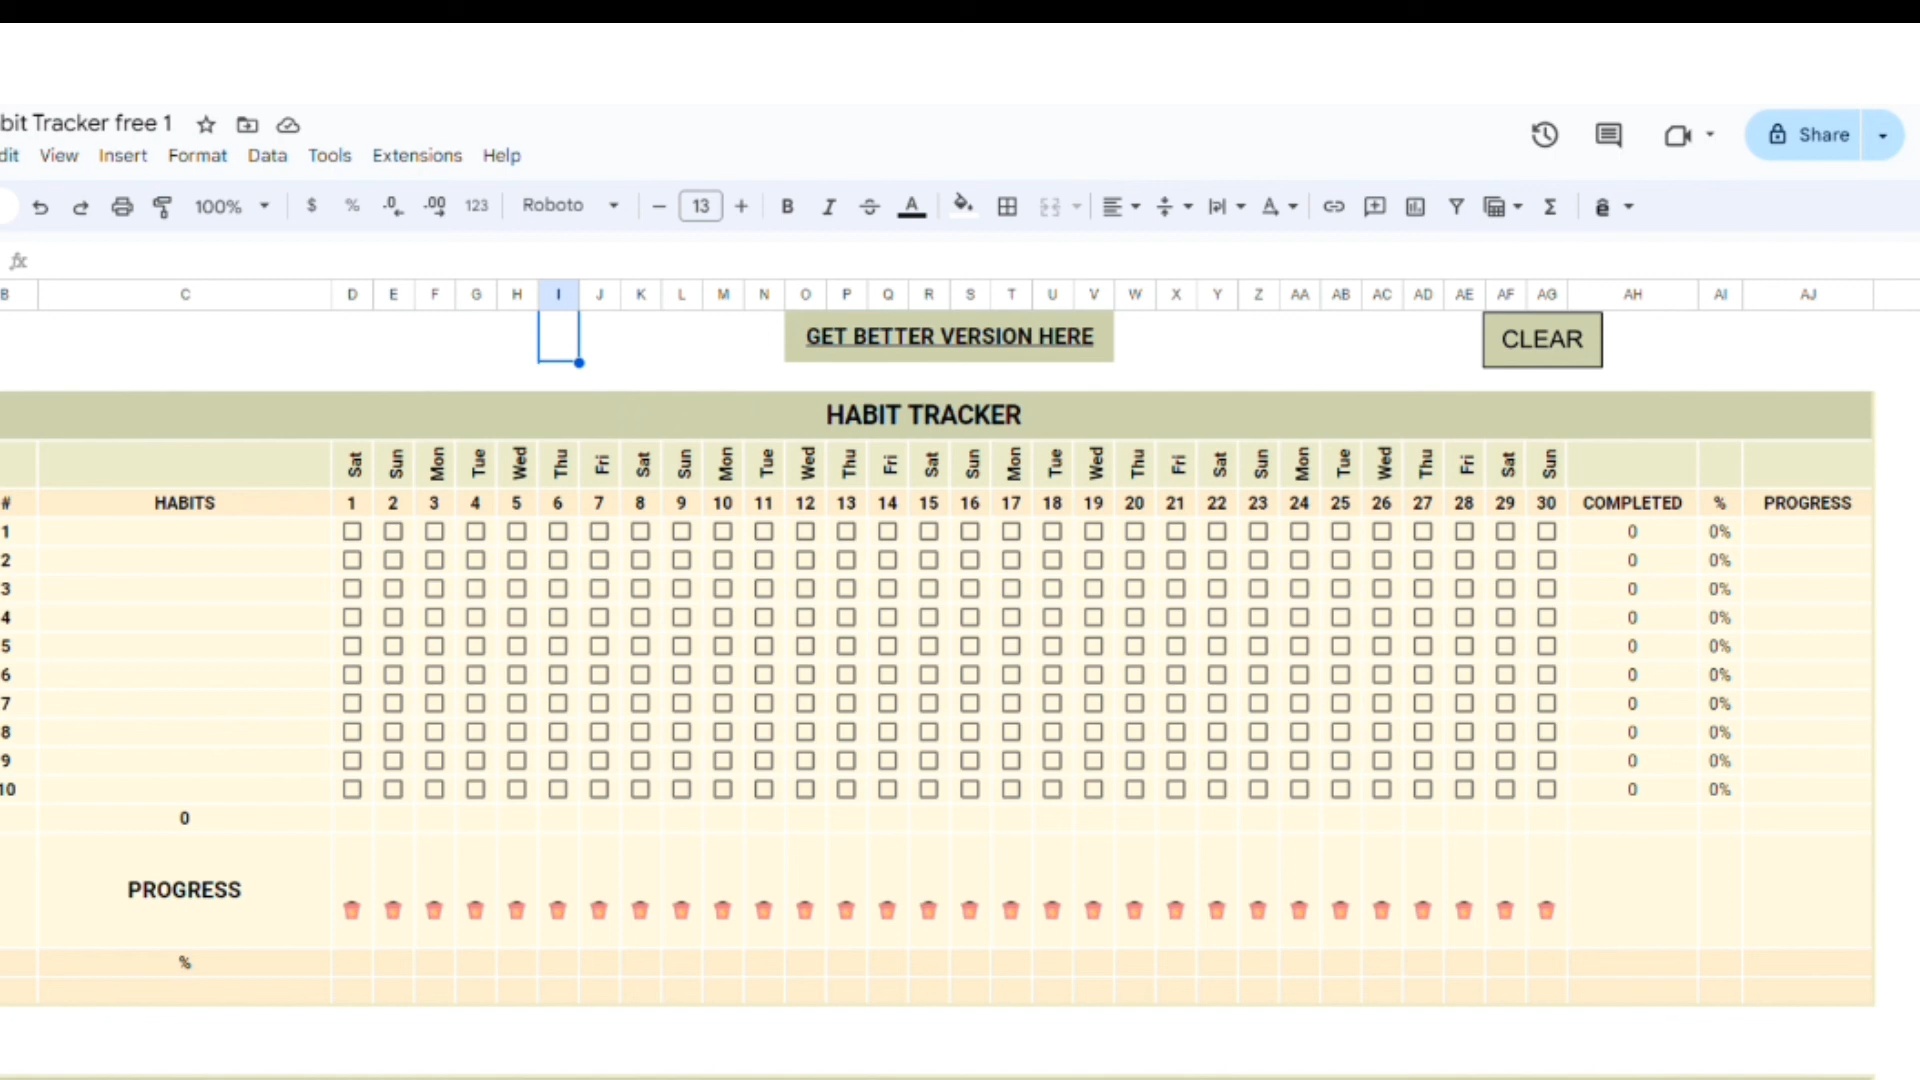 bit Tracker free 1
dit View Insert Format Data Tools Extensions Help
Share
100% $ % .0 .00 123 Roboto 13 B I A
fx
B C D E F G H I J K L M N O P Q R S T U V W X Y Z AA AB AC AD AE AF AG AH AI AJ
GET BETTER VERSION HERE
CLEAR
HABIT TRACKER
Sat Sun Mon Tue Wed Thu Fri Sat Sun Mon Tue Wed Thu Fri Sat Sun Mon Tue Wed Thu Fri Sat Sun Mon Tue Wed Thu Fri Sat Sun
# HABITS 1 2 3 4 5 6 7 8 9 10 11 12 13 14 15 16 17 18 19 20 21 22 23 24 25 26 27 28 29 30 COMPLETED % PROGRESS
1 0 0%
2 0 0%
3 0 0%
4 0 0%
5 0 0%
6 0 0%
7 0 0%
8 0 0%
9 0 0%
10 0 0%
0
PROGRESS
%